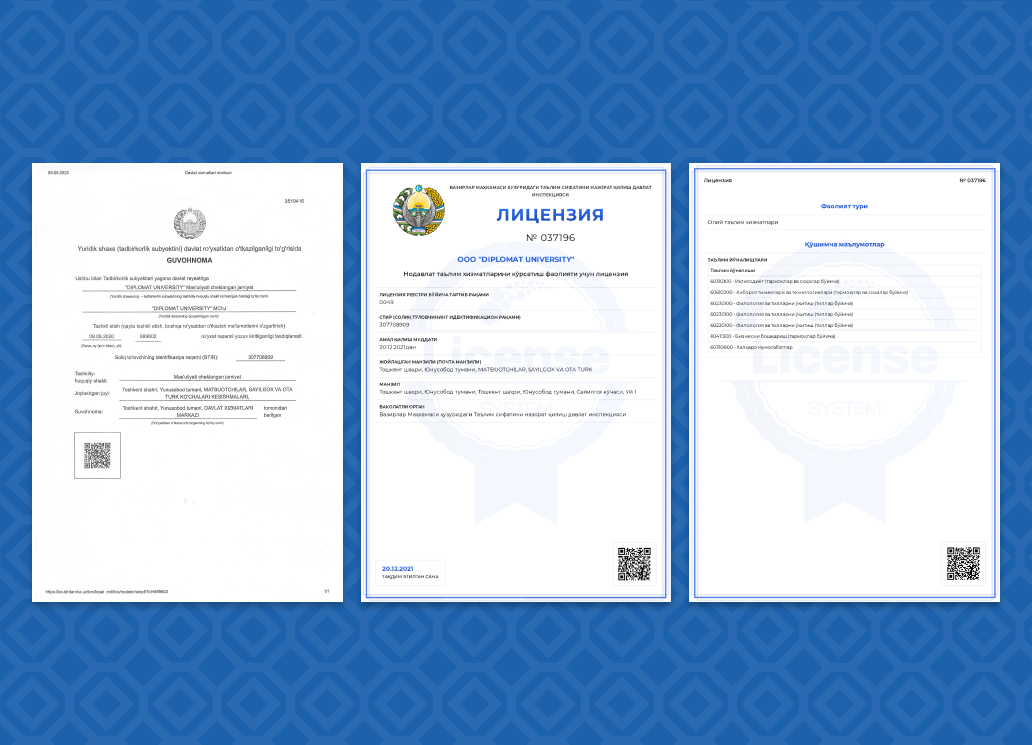 09.09.2020 Davlat xizmatlari markazi
3519416
Yuridik shaxs (tadbirkorlik subyektini) davlat ro'yxatidan o'tkazilganligi to'g'risida
GUVOHNOMA
Ushbu bilan Tadbirkorlik subyektlari yagona davlat reyestriga
"DIPLOMAT UNIVERSITY" Mas'uliyati cheklangan jamiyat
"DIPLOMAT UNIVERSITY" MChJ
Tashkil etish (qayta tashkil etish, boshqa ro'yxatdan o'tkazish ma'lumotlarini o'zgartirish)
09.09.2020 889602 ro'yxat raqamli yozuv kiritilganligi tasdiqlanadi.
Soliq to'lovchining identifikasiya raqami (STIR): 307708909
Tashkiliy-
huquqiy shakli: Mas'uliyati cheklangan jamiyat
Joylashgan joyi: Toshkent shahri, Yunusobod tumani, MATBUOTCHILAR, SAYILGOX VA OTA
TURK KO'CHALARI KESISHMALARI,
Guvohnoma: Toshkent shahri, Yunusobod tumani, DAVLAT XIZMATLARI
MARKAZI tomonidan
berilgan
1/1
ВАЗИРЛАР МАҲКАМАСИ ҲУЗУРИДАГИ ТАЪЛИМ СИФАТИНИ НАЗОРАТ ҚИЛИШ ДАВЛАТ
ИНСПЕКЦИЯСИ
ЛИЦЕНЗИЯ
№ 037196
ООО "DIPLOMAT UNIVERSITY"
Нодавлат таълим хизматларини кўрсатиш фаолияти учун лицензия
ЛИЦЕНЗИЯ РЕЕСТРИ БЎЙИЧА ТАРТИБ РАҚАМИ
0049
СТИР (СОЛИҚ ТЎЛОВЧИНИНГ ИДЕНТИФИКАЦИОН РАҚАМИ)
307708909
АМАЛ ҚИЛИШ МУДДАТИ
20.12.2021дан
ЖОЙЛАШГАН МАНЗИЛИ (ПОЧТА МАНЗИЛИ)
Тошкент шаҳри, Юнусобод тумани, MATBUOTCHILAR, SAYILGOX VA OTA TURK
МАНЗИЛ
Тошкент шаҳри, Юнусобод тумани, Тошкент шаҳри, Юнусобод тумани, Сайилгоҳ кўчаси, УЙ 1
ВАКОЛАТЛИ ОРГАН
Вазирлар Маҳкамаси ҳузуридаги Таълим сифатини назорат қилиш давлат инспекцияси
License
SYSTEM
20.12.2021
ТАҚДИМ ЭТИЛГАН САНА
Лицензия № 037196
Фаолият тури
Олий таълим хизматлари
Қўшимча маълумотлар
ТАЪЛИМ ЙЎНАЛИШЛАРИ
Таълим йўналиши
60310100 - Иқтисодиёт (тармоқлар ва соҳалар бўйича)
60610200 - Ахборот тизимлари ва технологиялари (тармоқлар ва соҳалар бўйича)
60230100 - Филология ва тилларни ўқитиш (тиллар бўйича)
60230100 - Филология ва тилларни ўқитиш (тиллар бўйича)
60230100 - Филология ва тилларни ўқитиш (тиллар бўйича)
60411300 - Бизнесни бошқариш (тармоқлар бўйича)
60310800 - Халқаро муносабатлар
License
SYSTEM